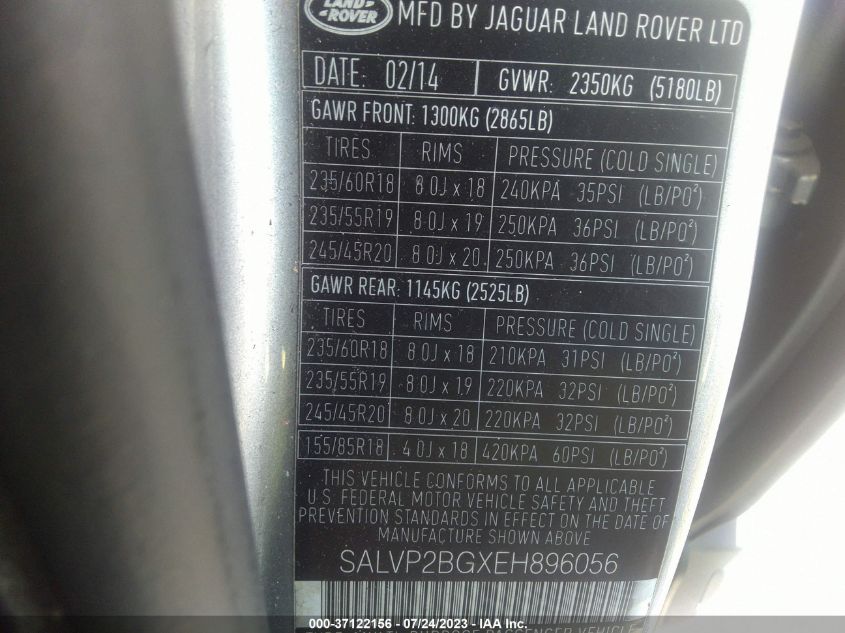 LAND-
ROVER
MFD BY JAGUAR LAND ROVER LTD
DATE: 02/14 GVWR: 2350KG (5180LB)
GAWR FRONT: 1300KG (2865LB)
TIRES RIMS PRESSURE (COLD SINGLE)
235/60R18 8.0J x 18 240KPA 35PSI (LB/PO²)
235/55R19 8.0J x 19 250KPA 36PSI (LB/PO²)
245/45R20 8.0J x 20 250KPA 36PSI (LB/PO²)
GAWR REAR: 1145KG (2525LB)
TIRES RIMS PRESSURE (COLD SINGLE)
235/60R18 8.0J x 18 210KPA 31PSI (LB/PO²)
235/55R19 8.0J x 19 220KPA 32PSI (LB/PO²)
245/45R20 8.0J x 20 220KPA 32PSI (LB/PO²)
155/85R18 4.0J x 18 420KPA 60PSI (LB/PO²)
THIS VEHICLE CONFORMS TO ALL APPLICABLE
U.S. FEDERAL MOTOR VEHICLE SAFETY AND THEFT
PREVENTION STANDARDS IN EFFECT ON THE DATE OF
MANUFACTURE SHOWN ABOVE
SALVP2BGXEH896056
000-37122156 / 07/24/2023 - IAA Inc.
PURPOSE PASSENGER VEHICLE